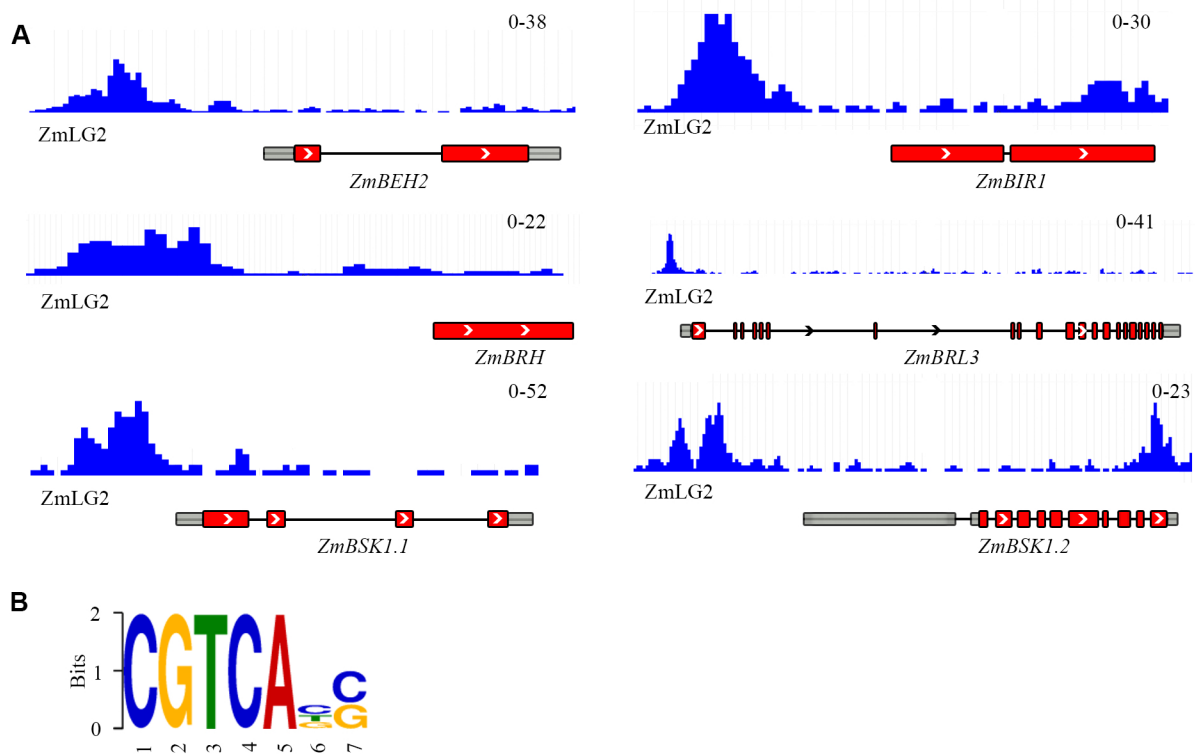 A
0-38
ZmLG2
ZmBEH2
0-30
ZmLG2
ZmBIR1
0-22
ZmLG2
ZmBRH
0-41
ZmLG2
ZmBRL3
0-52
ZmLG2
ZmBSK1.1
0-23
ZmLG2
ZmBSK1.2
B
Bits
2
1
0
CGTCA
C
T
G
C
G
1 2 3 4 5 6 7